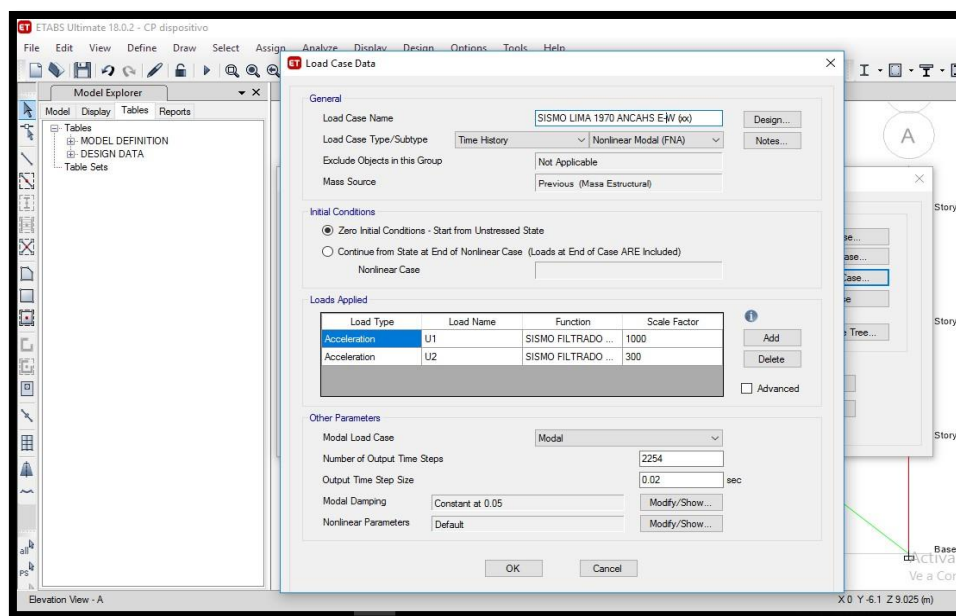 ETABS Ultimate 18.0.2 - CP dispositivo
File Edit View Define Draw Select Assign Analyze Display Design Options Tools Help
Model Explorer
Model Display Tables Reports
Tables
MODEL DEFINITION
DESIGN DATA
Table Sets
Load Case Data
General
Load Case Name SISMO LIMA 1970 ANCAHS E-W (xx) Design...
Load Case Type/Subtype Time History Nonlinear Modal (FNA) Notes...
Exclude Objects in this Group Not Applicable
Mass Source Previous (Masa Estructural)
Initial Conditions
Zero Initial Conditions - Start from Unstressed State
Continue from State at End of Nonlinear Case (Loads at End of Case ARE Included)
Nonlinear Case
Loads Applied
Load Type Load Name Function Scale Factor
Acceleration U1 SISMO FILTRADO ... 1000 Add
Acceleration U2 SISMO FILTRADO ... 300 Delete
Advanced
Other Parameters
Modal Load Case Modal
Number of Output Time Steps 2254
Output Time Step Size 0.02 sec
Modal Damping Constant at 0.05 Modify/Show...
Nonlinear Parameters Default Modify/Show...
OK Cancel
A
Story
Case...
Story
Tree...
Story
Base
Activa
Ve a Con
all
PS
Elevation View - A X 0 Y -6.1 Z 9.025 (m)